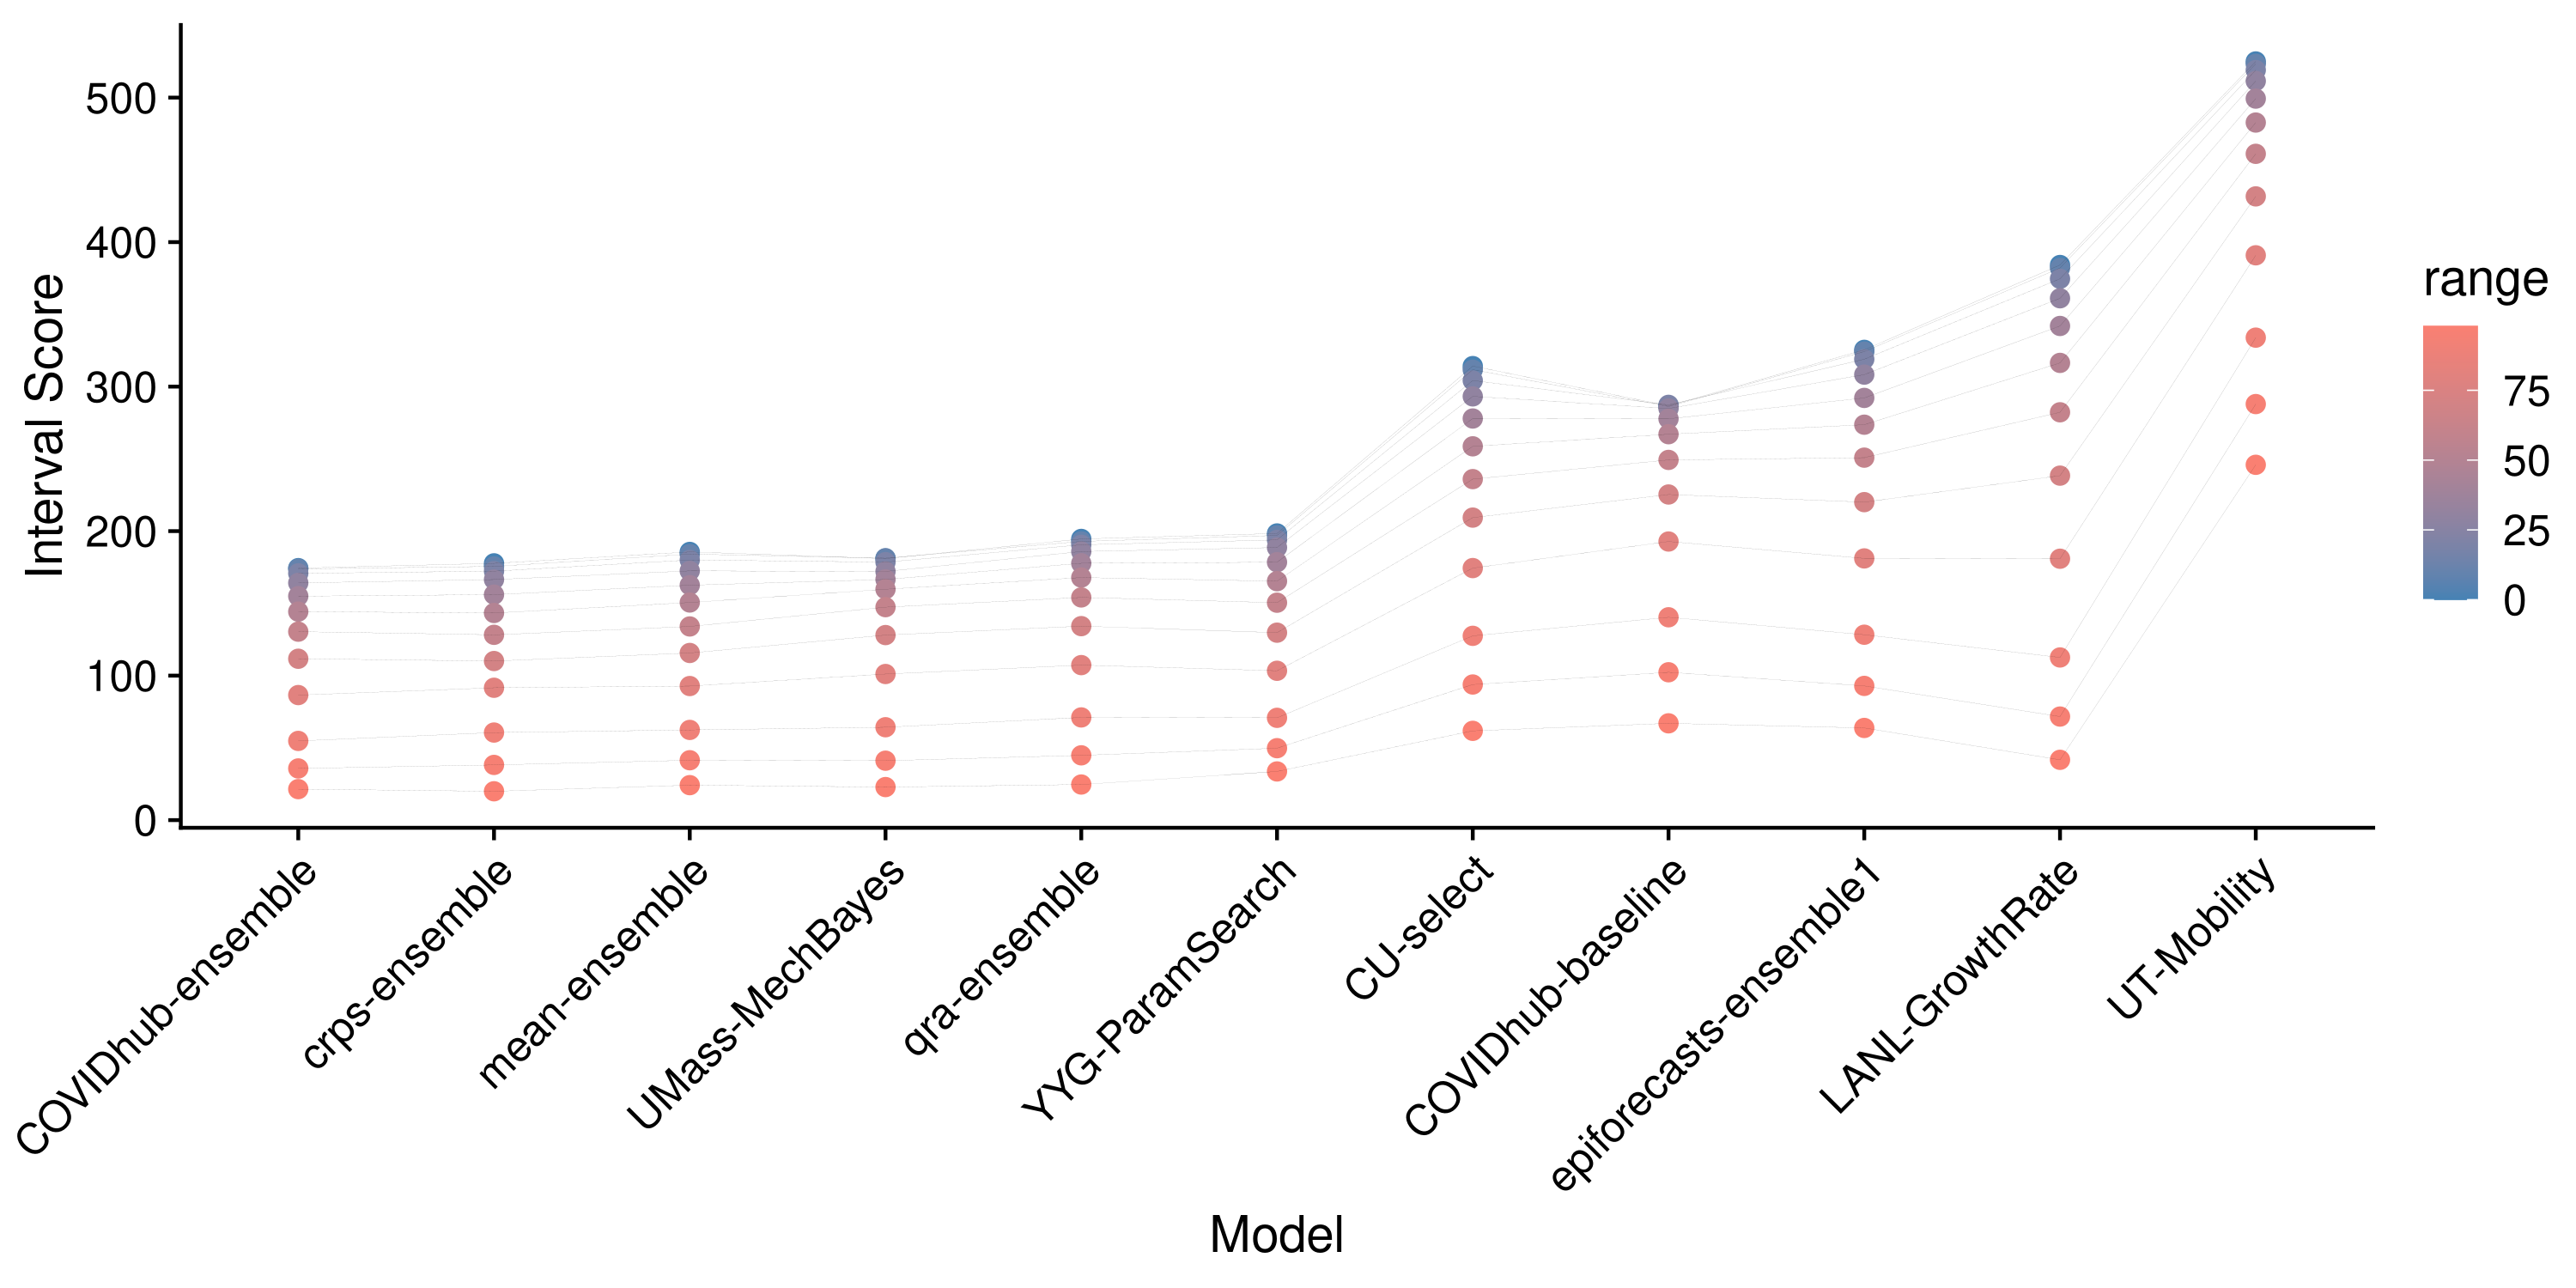 Interval Score
500
400
300
200
100
0
COVIDhub-ensemble
crps-ensemble
mean-ensemble
UMass-MechBayes
qra-ensemble
YYG-ParamSearch
CU-select
COVIDhub-baseline
epiforecasts-ensemble1
LANL-GrowthRate
UT-Mobility
Model
range
75
50
25
0